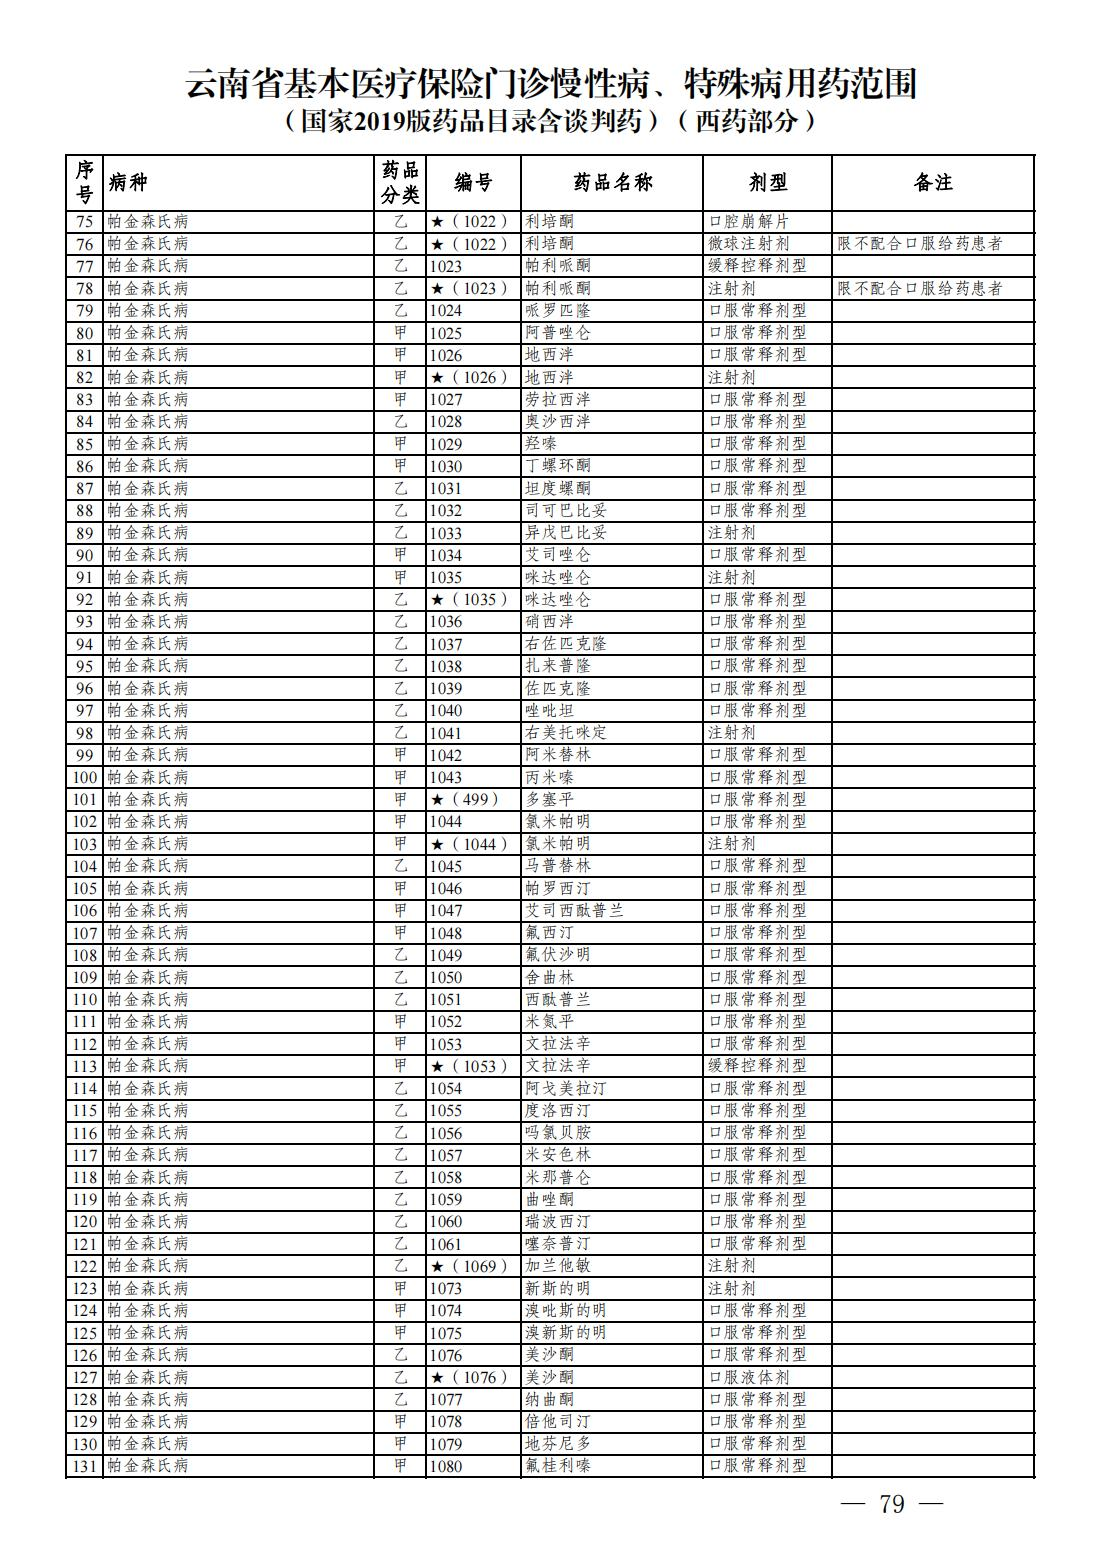 云南省基本医疗保险门诊慢性病、特殊病用药范围
（国家2019版药品目录含谈判药）（西药部分）
序号 病种 药品分类 编号 药品名称 剂型 备注
75 帕金森氏病 乙 ★（1022） 利培酮 口腔崩解片
76 帕金森氏病 乙 ★（1022） 利培酮 微球注射剂 限不配合口服给药患者
77 帕金森氏病 乙 1023 帕利哌酮 缓释控释剂型
78 帕金森氏病 乙 ★（1023） 帕利哌酮 注射剂 限不配合口服给药患者
79 帕金森氏病 乙 1024 哌罗匹隆 口服常释剂型
80 帕金森氏病 甲 1025 阿普唑仑 口服常释剂型
81 帕金森氏病 甲 1026 地西泮 口服常释剂型
82 帕金森氏病 甲 ★（1026） 地西泮 注射剂
83 帕金森氏病 甲 1027 劳拉西泮 口服常释剂型
84 帕金森氏病 乙 1028 奥沙西泮 口服常释剂型
85 帕金森氏病 甲 1029 羟嗪 口服常释剂型
86 帕金森氏病 甲 1030 丁螺环酮 口服常释剂型
87 帕金森氏病 乙 1031 坦度螺酮 口服常释剂型
88 帕金森氏病 乙 1032 司可巴比妥 口服常释剂型
89 帕金森氏病 乙 1033 异戊巴比妥 注射剂
90 帕金森氏病 甲 1034 艾司唑仑 口服常释剂型
91 帕金森氏病 甲 1035 咪达唑仑 注射剂
92 帕金森氏病 乙 ★（1035） 咪达唑仑 口服常释剂型
93 帕金森氏病 乙 1036 硝西泮 口服常释剂型
94 帕金森氏病 乙 1037 右佐匹克隆 口服常释剂型
95 帕金森氏病 乙 1038 扎来普隆 口服常释剂型
96 帕金森氏病 乙 1039 佐匹克隆 口服常释剂型
97 帕金森氏病 乙 1040 唑吡坦 口服常释剂型
98 帕金森氏病 乙 1041 右美托咪定 注射剂
99 帕金森氏病 甲 1042 阿米替林 口服常释剂型
100 帕金森氏病 甲 1043 丙米嗪 口服常释剂型
101 帕金森氏病 甲 ★（499） 多塞平 口服常释剂型
102 帕金森氏病 甲 1044 氯米帕明 口服常释剂型
103 帕金森氏病 甲 ★（1044） 氯米帕明 注射剂
104 帕金森氏病 乙 1045 马普替林 口服常释剂型
105 帕金森氏病 甲 1046 帕罗西汀 口服常释剂型
106 帕金森氏病 甲 1047 艾司西酞普兰 口服常释剂型
107 帕金森氏病 甲 1048 氟西汀 口服常释剂型
108 帕金森氏病 乙 1049 氟伏沙明 口服常释剂型
109 帕金森氏病 乙 1050 舍曲林 口服常释剂型
110 帕金森氏病 乙 1051 西酞普兰 口服常释剂型
111 帕金森氏病 甲 1052 米氮平 口服常释剂型
112 帕金森氏病 甲 1053 文拉法辛 口服常释剂型
113 帕金森氏病 甲 ★（1053） 文拉法辛 缓释控释剂型
114 帕金森氏病 乙 1054 阿戈美拉汀 口服常释剂型
115 帕金森氏病 乙 1055 度洛西汀 口服常释剂型
116 帕金森氏病 乙 1056 吗氯贝胺 口服常释剂型
117 帕金森氏病 乙 1057 米安色林 口服常释剂型
118 帕金森氏病 乙 1058 米那普仑 口服常释剂型
119 帕金森氏病 乙 1059 曲唑酮 口服常释剂型
120 帕金森氏病 乙 1060 瑞波西汀 口服常释剂型
121 帕金森氏病 乙 1061 噻奈普汀 口服常释剂型
122 帕金森氏病 乙 ★（1069） 加兰他敏 注射剂
123 帕金森氏病 甲 1073 新斯的明 注射剂
124 帕金森氏病 甲 1074 溴吡斯的明 口服常释剂型
125 帕金森氏病 甲 1075 溴新斯的明 口服常释剂型
126 帕金森氏病 乙 1076 美沙酮 口服常释剂型
127 帕金森氏病 乙 ★（1076） 美沙酮 口服液体剂
128 帕金森氏病 乙 1077 纳曲酮 口服常释剂型
129 帕金森氏病 甲 1078 倍他司汀 口服常释剂型
130 帕金森氏病 甲 1079 地芬尼多 口服常释剂型
131 帕金森氏病 甲 1080 氟桂利嗪 口服常释剂型
— 79 —